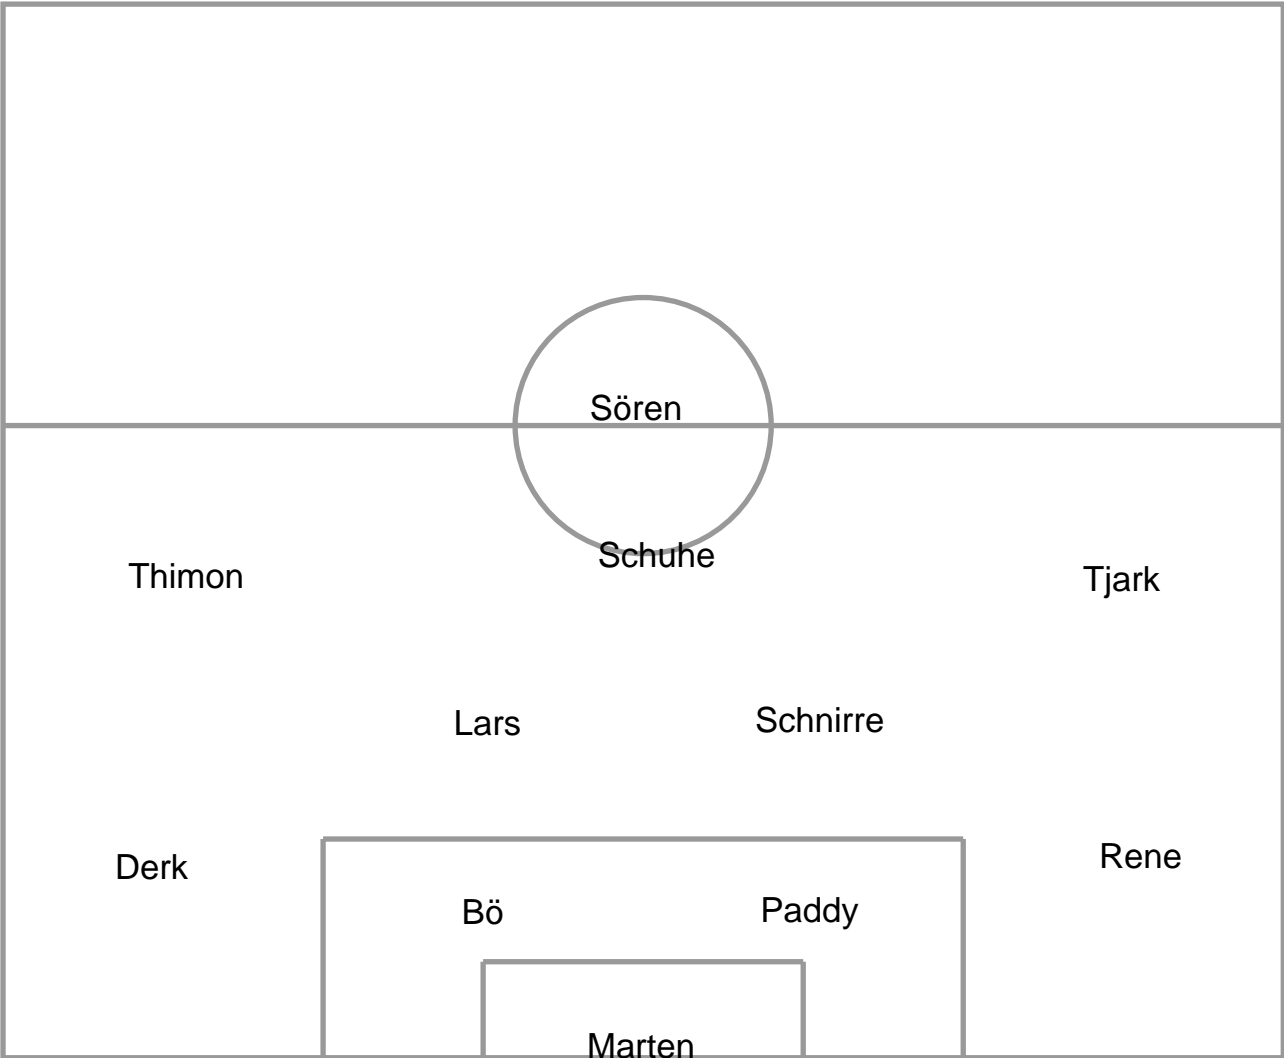 Sören
Schuhe
Thimon
Tjark
Lars
Schnirre
Derk
Rene
Bö
Paddy
Marten